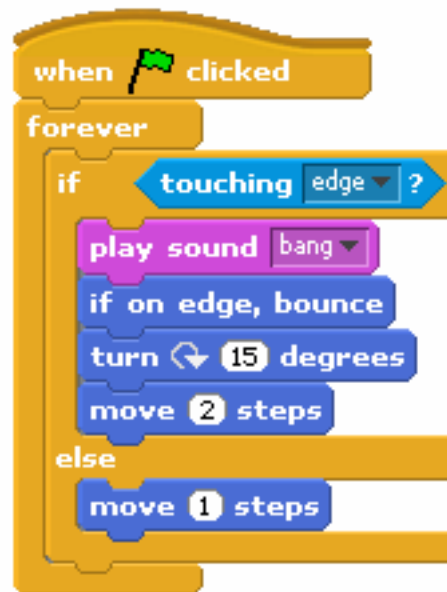 when clicked
forever
if touching edge ?
play sound bang
if on edge, bounce
turn 15 degrees
move 2 steps
else
move 1 steps